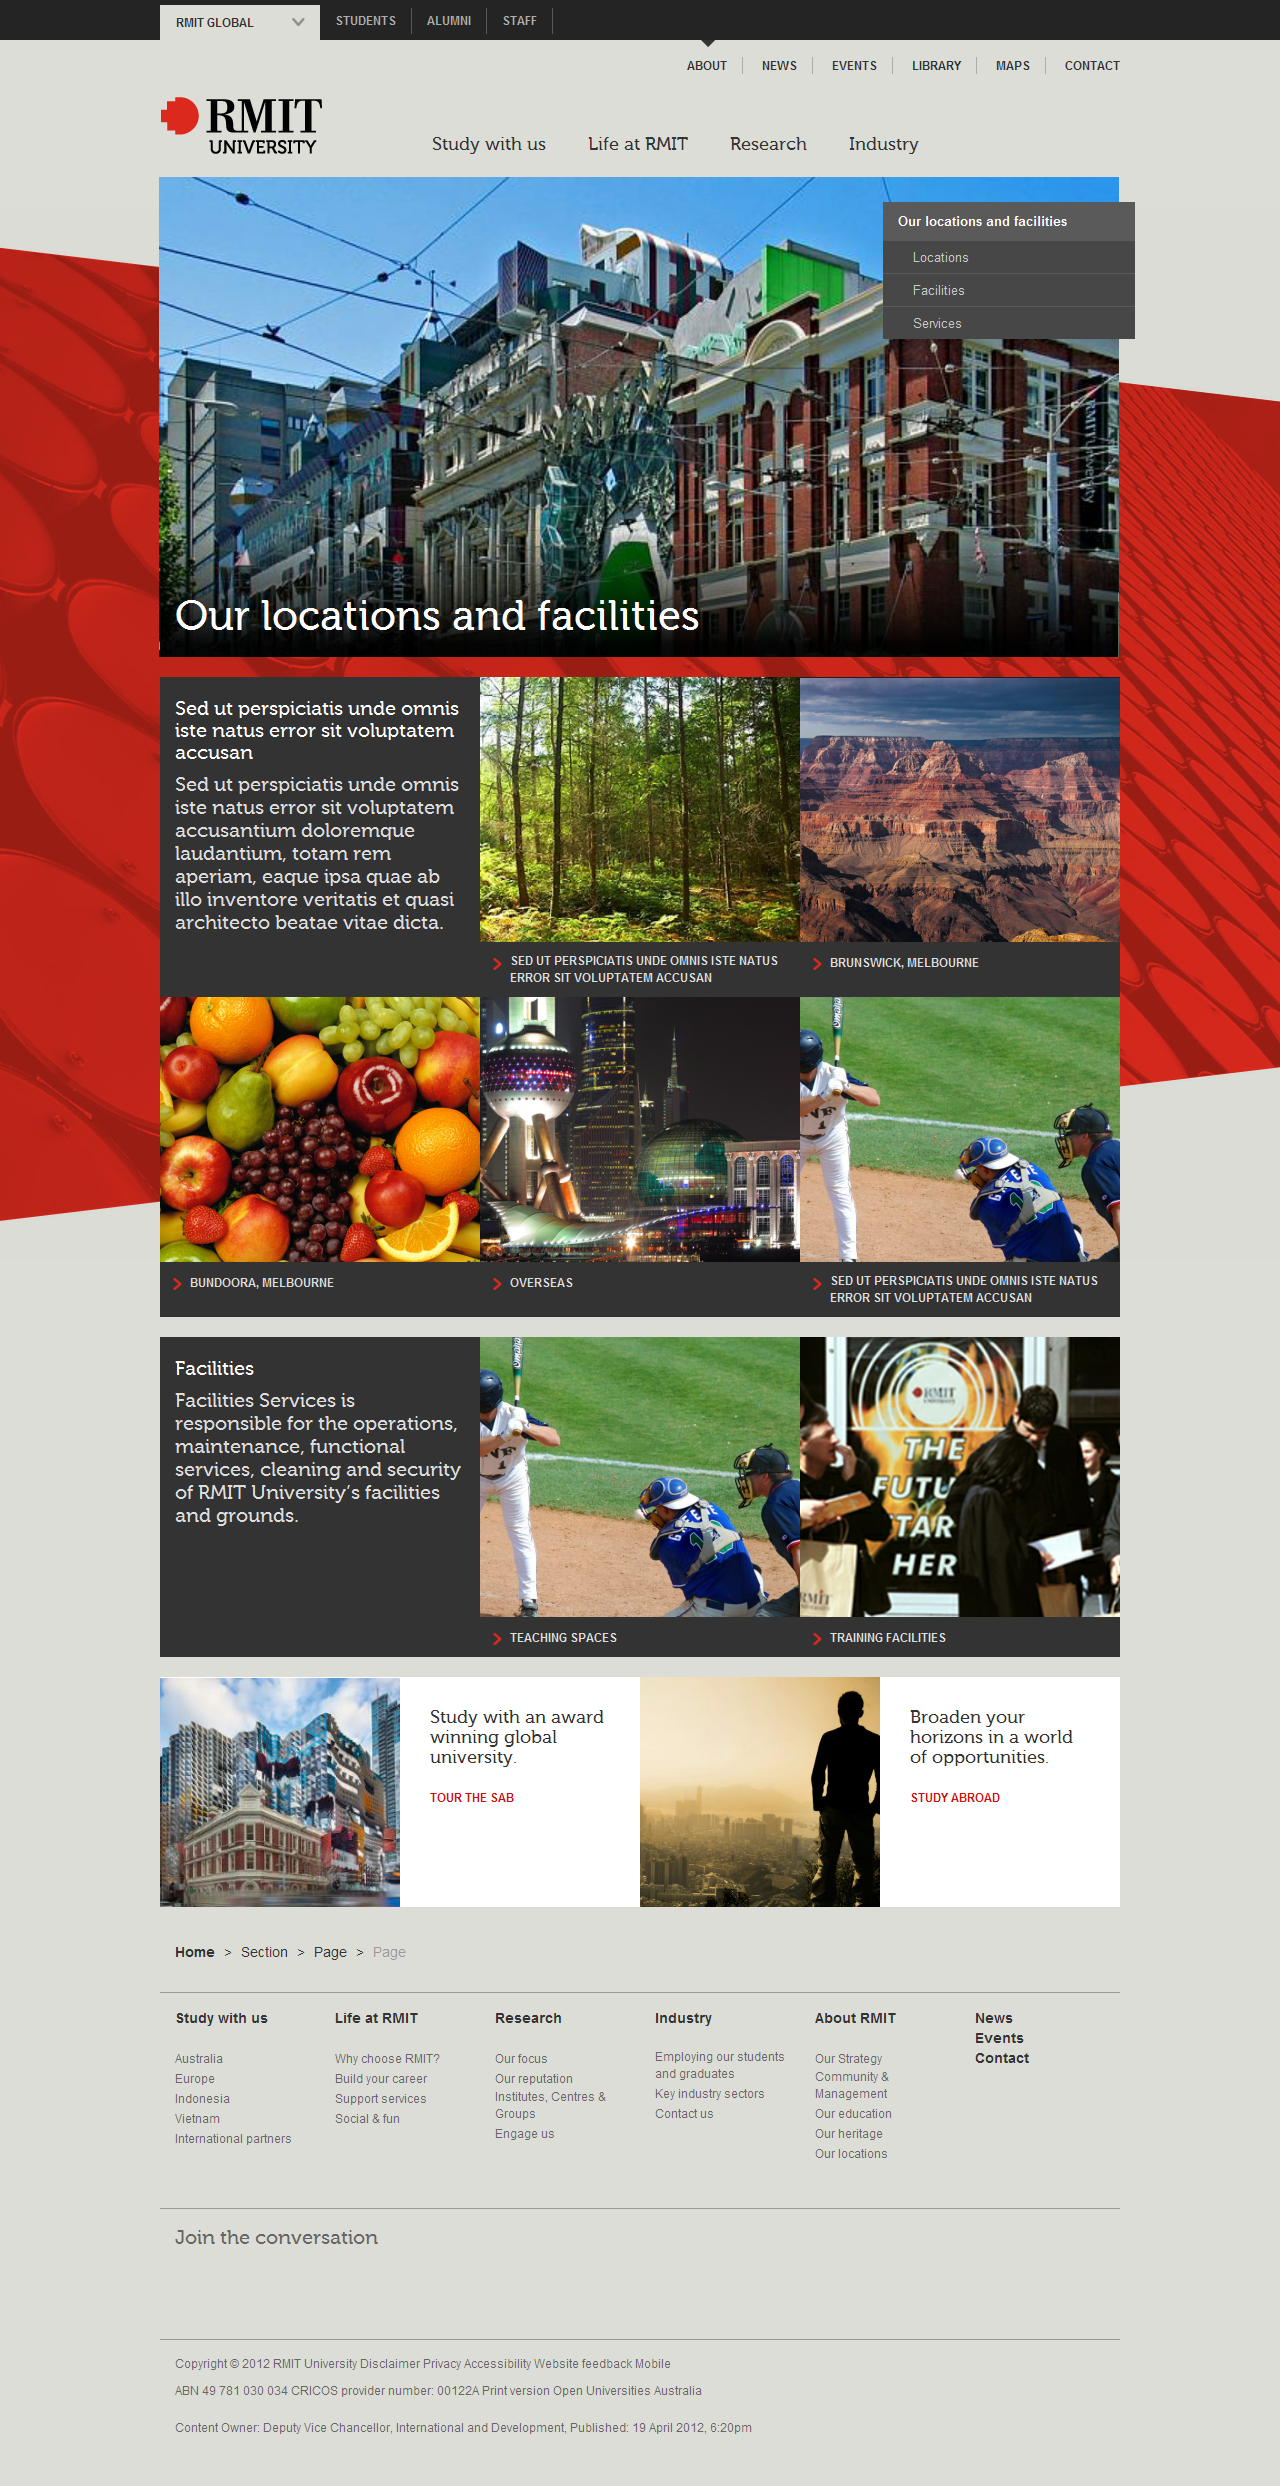 RMIT GLOBAL
STUDENTS
ALUMNI
STAFF
ABOUT
NEWS
EVENTS
LIBRARY
MAPS
CONTACT
RMIT
UNIVERSITY
Study with us
Life at RMIT
Research
Industry
Our locations and facilities
Locations
Facilities
Services
Our locations and facilities
Sed ut perspiciatis unde omnis
iste natus error sit voluptatem
accusan
Sed ut perspiciatis unde omnis
iste natus error sit voluptatem
accusantium doloremque
laudantium, totam rem
aperiam, eaque ipsa quae ab
illo inventore veritatis et quasi
architecto beatae vitae dicta.
SED UT PERSPICIATIS UNDE OMNIS ISTE NATUS
ERROR SIT VOLUPTATEM ACCUSAN
BRUNSWICK, MELBOURNE
BUNDOORA, MELBOURNE
OVERSEAS
SED UT PERSPICIATIS UNDE OMNIS ISTE NATUS
ERROR SIT VOLUPTATEM ACCUSAN
Facilities
Facilities Services is
responsible for the operations,
maintenance, functional
services, cleaning and security
of RMIT University's facilities
and grounds.
RMIT
UNIVERSITY
THE
FUTU
TAR
HER
TEACHING SPACES
TRAINING FACILITIES
Study with an award
winning global
university.
TOUR THE SAB
Broaden your
horizons in a world
of opportunities.
STUDY ABROAD
Home > Section > Page > Page
Study with us
Australia
Europe
Indonesia
Vietnam
International partners
Life at RMIT
Why choose RMIT?
Build your career
Support services
Social & fun
Research
Our focus
Our reputation
Institutes, Centres &
Groups
Engage us
Industry
Employing our students
and graduates
Key industry sectors
Contact us
About RMIT
Our Strategy
Community &
Management
Our education
Our heritage
Our locations
News
Events
Contact
Join the conversation
Copyright © 2012 RMIT University Disclaimer Privacy Accessibility Website feedback Mobile
ABN 49 781 030 034 CRICOS provider number: 00122A Print version Open Universities Australia
Content Owner: Deputy Vice Chancellor, International and Development, Published: 19 April 2012, 6:20pm